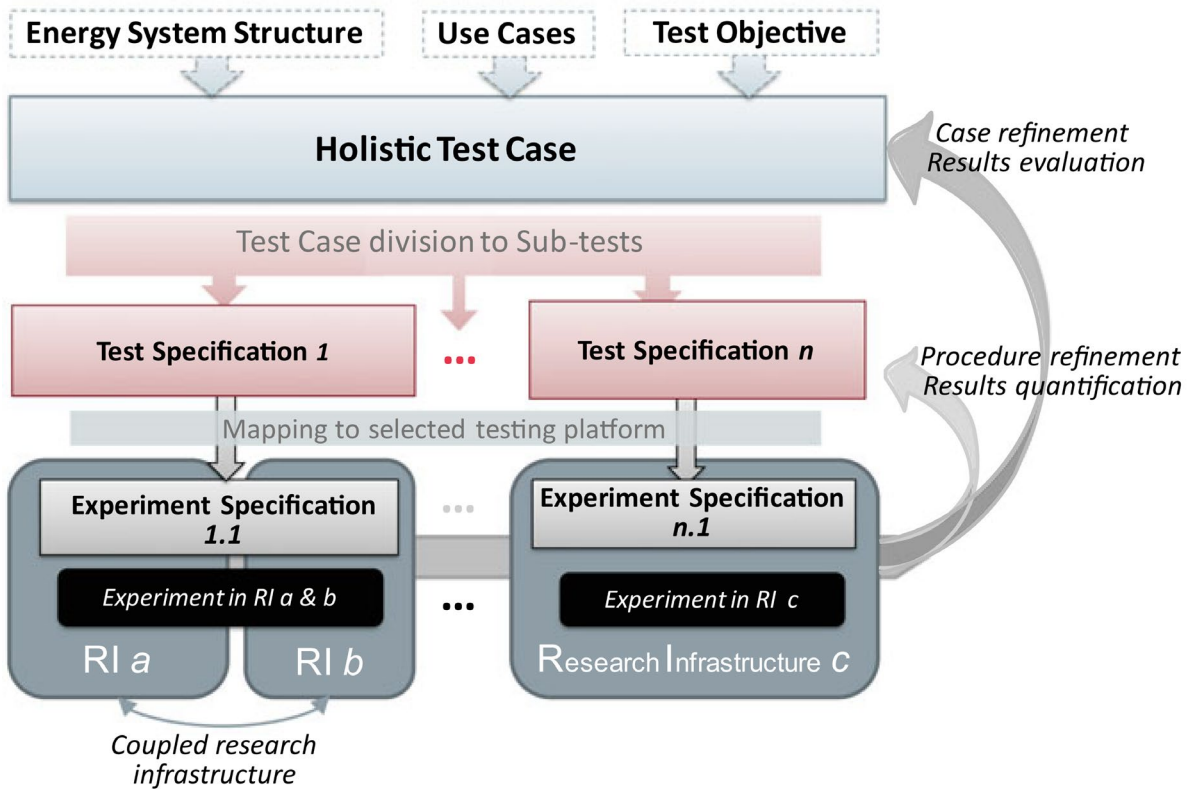 Energy System Structure
Use Cases
Test Objective
Holistic Test Case
Case refinement
Results evaluation
Test Case division to Sub-tests
Test Specification 1
...
Test Specification n
Procedure refinement
Results quantification
Mapping to selected testing platform
Experiment Specification
1.1
...
Experiment Specification
n.1
Experiment in RI a & b
...
Experiment in RI c
RI a
RI b
Research Infrastructure c
Coupled research
infrastructure